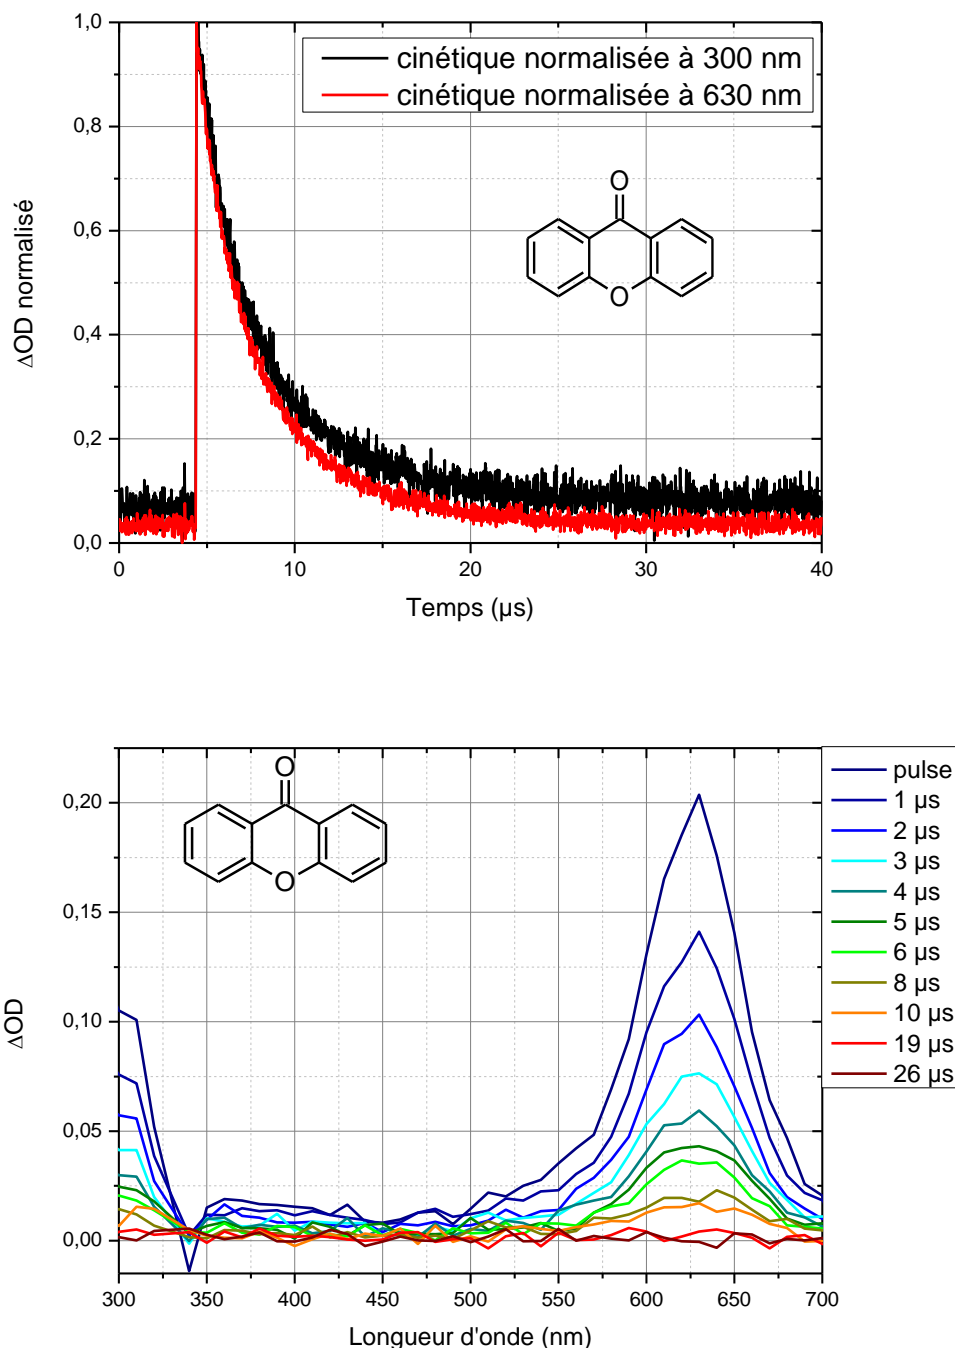 1,0
cinétique normalisée à 300 nm
cinétique normalisée à 630 nm
0,8
0,6
0,4
0,2
0,0
ΔOD normalisé
O
O
0
10
20
30
40
Temps (µs)
0,20
0,15
0,10
0,05
0,00
ΔOD
O
O
pulse
1 µs
2 µs
3 µs
4 µs
5 µs
6 µs
8 µs
10 µs
19 µs
26 µs
300
350
400
450
500
550
600
650
700
Longueur d'onde (nm)